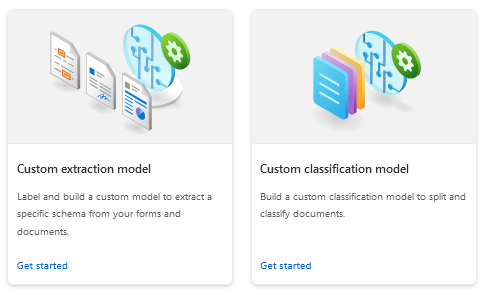 Custom extraction model
Label and build a custom model to extract a
specific schema from your forms and
documents.
Get started
Custom classification model
Build a custom classification model to split and
classify documents.
Get started